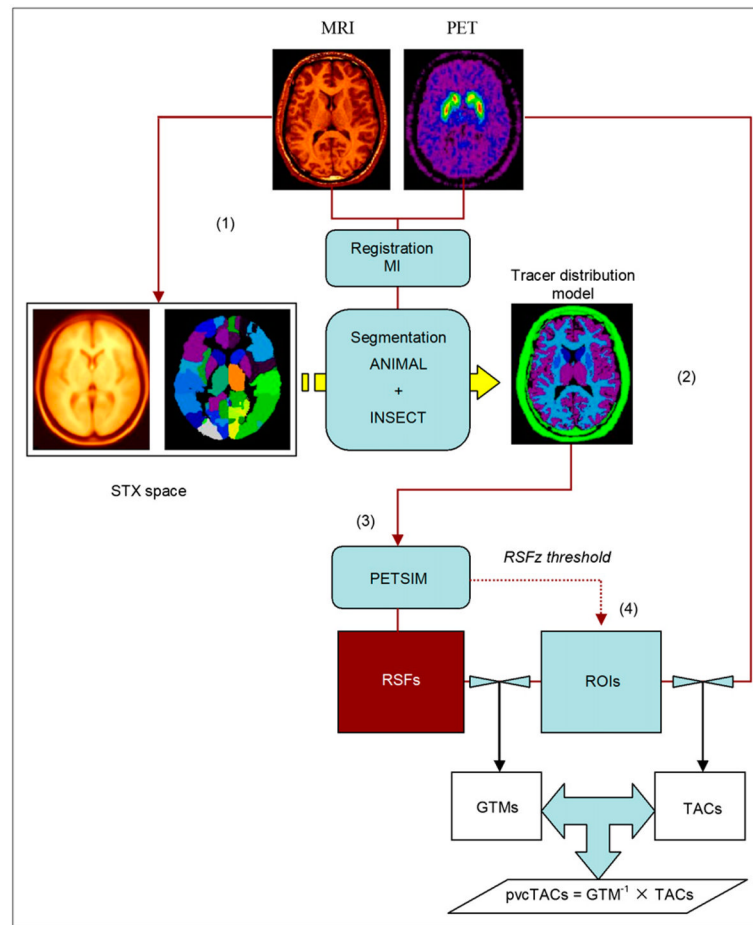 MRI
PET
(1)
Registration
MI
Tracer distribution
model
Segmentation
ANIMAL
+
INSECT
(2)
STX space
(3)
PETSIM
RSFz threshold
(4)
RSFs
ROIs
GTMs
TACs
pvcTACs = GTM⁻¹ × TACs